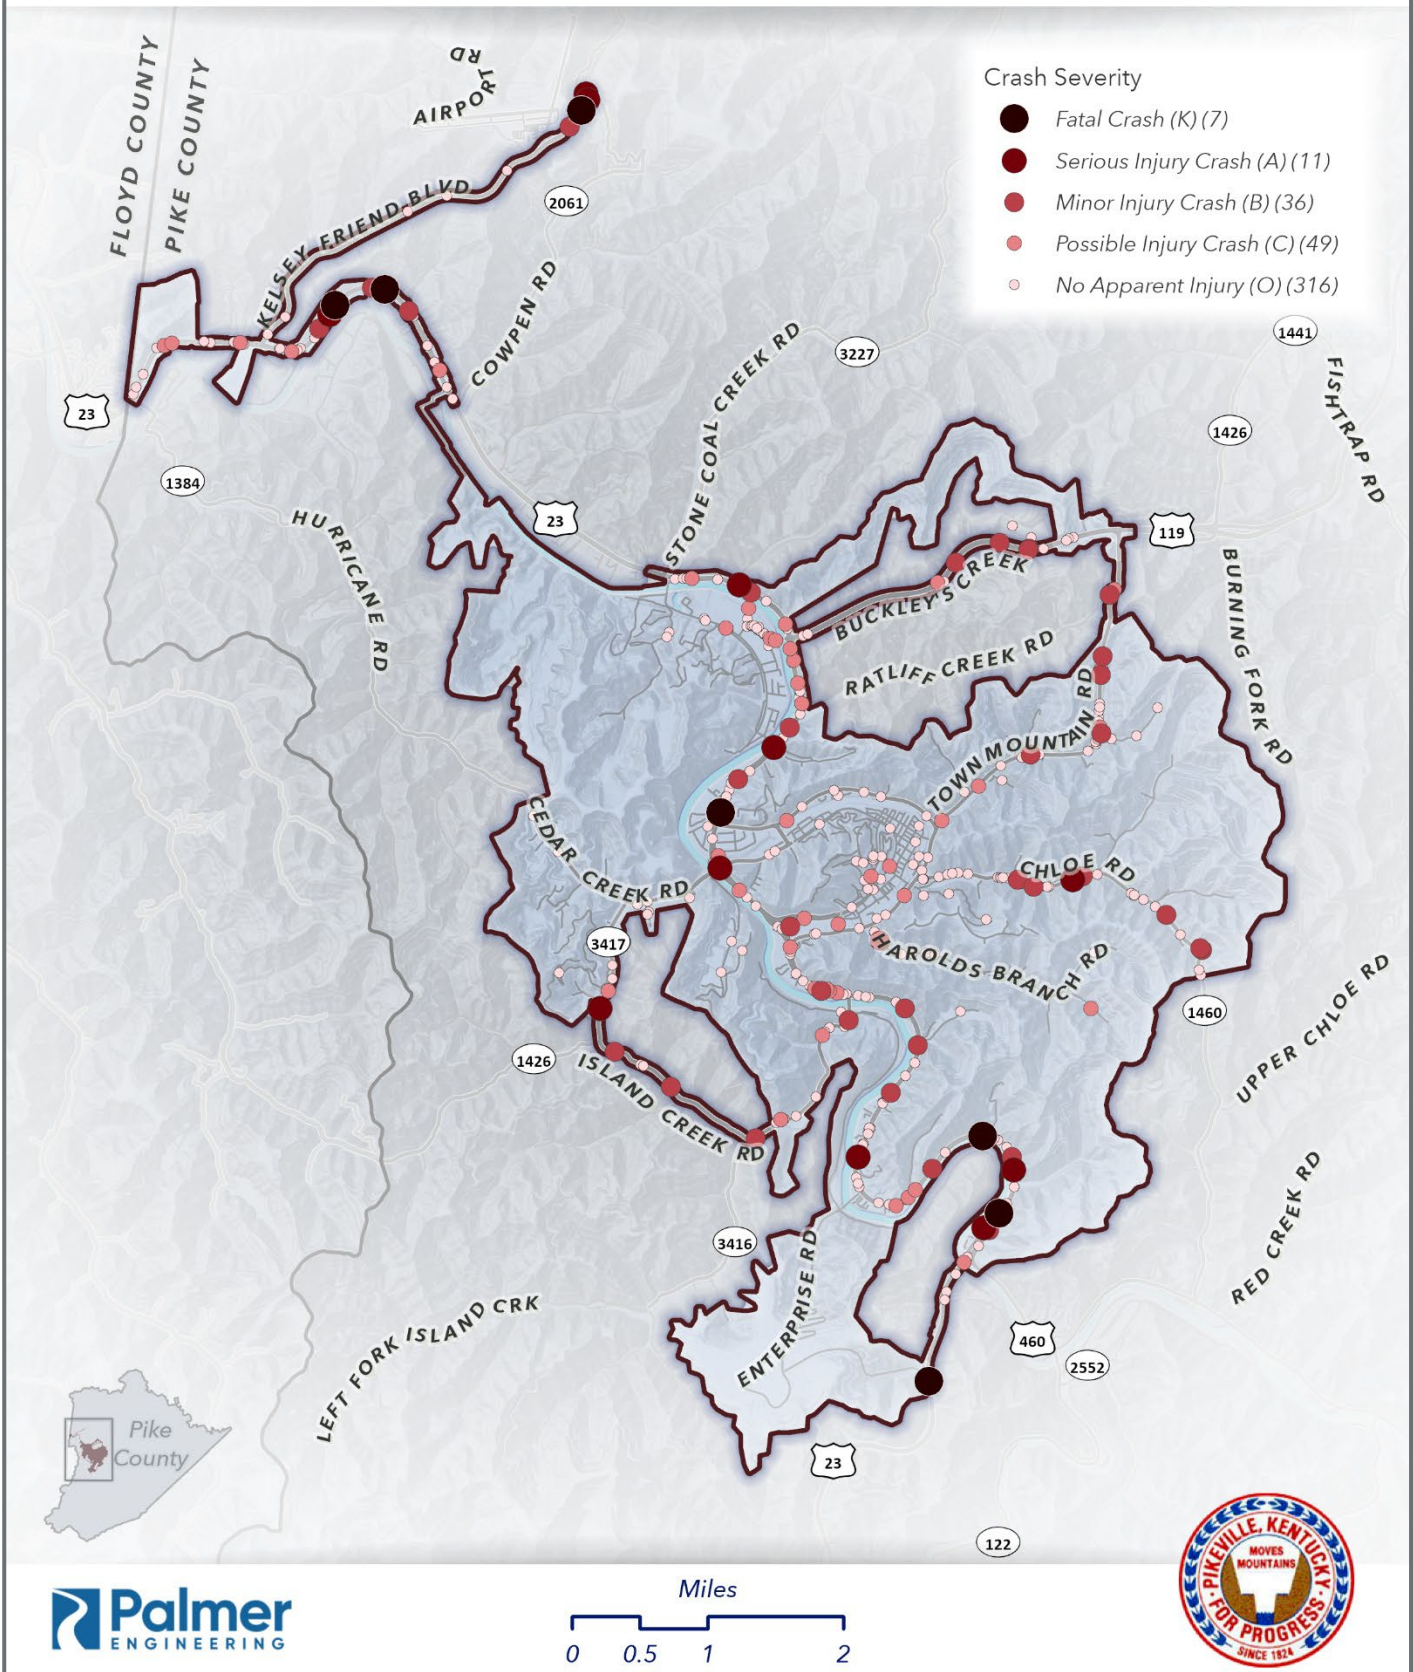 FLOYD COUNTY
PIKE COUNTY
AIRPORT RD
Crash Severity
Fatal Crash (K) (7)
Serious Injury Crash (A) (11)
Minor Injury Crash (B) (36)
Possible Injury Crash (C) (49)
No Apparent Injury (O) (316)
KELSEY FRIEND BLVD
2061
COWPEN RD
STONE COAL CREEK RD
3227
1441
FISHTRAP RD
23
1426
1384
HURRICANE RD
23
119
BUCKLEY'S CREEK
BURNING FORK RD
RATLIFF CREEK RD
TOWN MOUNTAIN RD
CEDAR CREEK RD
CHLOE RD
3417
HAROLDS BRANCH RD
1460
UPPER CHLOE RD
1426
ISLAND CREEK RD
3416
RED CREEK RD
ENTERPRISE RD
LEFT FORK ISLAND CRK
460
2552
Pike
County
23
122
Palmer
ENGINEERING
Miles
0 0.5 1 2
PIKEVILLE, KENTUCKY
MOVES
MOUNTAINS
FOR PROGRESS
SINCE 1824